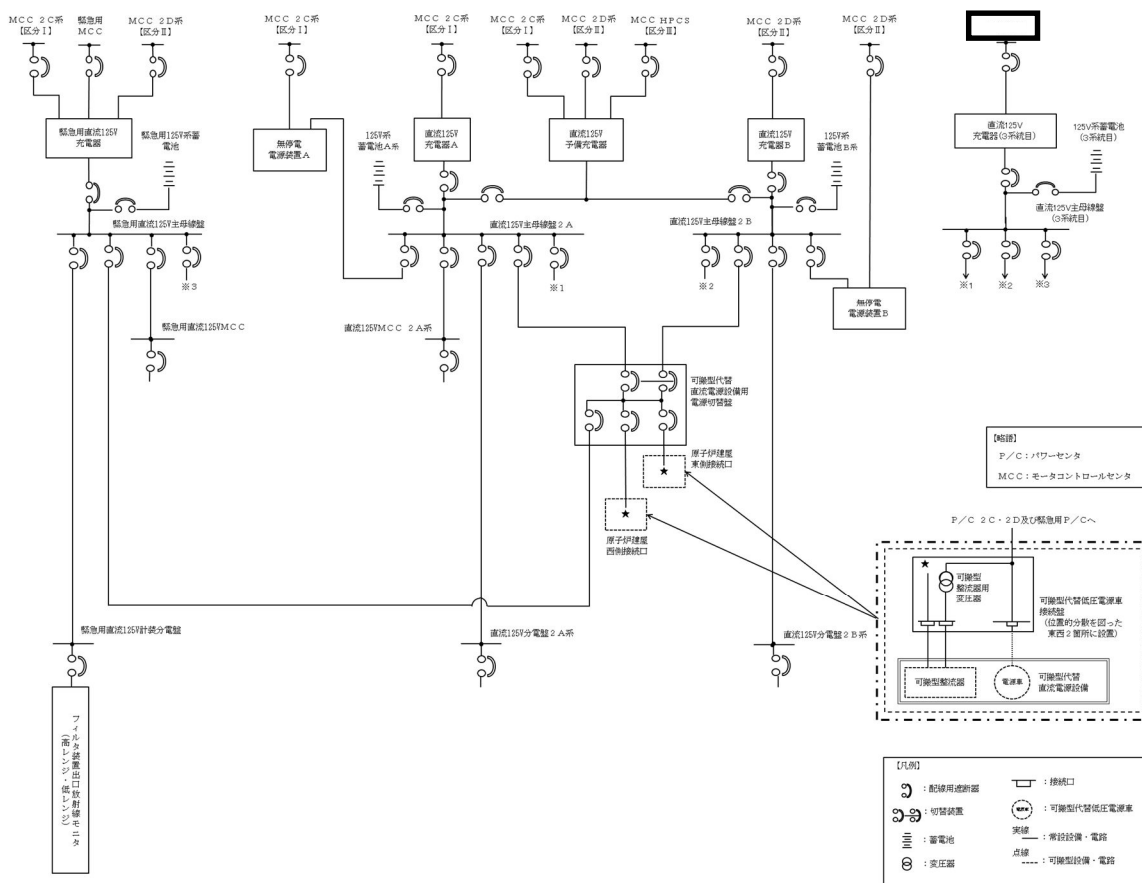 MCC 2C系
【区分Ⅰ】
緊急用
MCC
MCC 2D系
【区分Ⅱ】
MCC 2C系
【区分Ⅰ】
MCC 2C系
【区分Ⅰ】
MCC 2C系
【区分Ⅰ】
MCC 2D系
【区分Ⅱ】
MCC HPCS
【区分Ⅲ】
MCC 2D系
【区分Ⅱ】
MCC 2D系
【区分Ⅱ】
緊急用直流125V
充電器
緊急用125V系蓄
電池
無停電
電源装置A
125V系
蓄電池A系
直流125V
充電器A
直流125V
予備充電器
直流125V
充電器B
125V系
蓄電池B系
直流125V
充電器(3系統目)
125V系蓄電池
(3系統目)
緊急用直流125V主母線盤
直流125V主母線盤2A
直流125V主母線盤2B
直流125V主母線盤
(3系統目)
※3
※1
※2
※1
※2
※3
無停電
電源装置B
緊急用直流125VMCC
直流125VMCC 2A系
可搬型代替
直流電源設備用
電源切替盤
原子炉建屋
東側接続口
★
★
原子炉建屋
西側接続口
【略語】
P/C:パワーセンタ
MCC:モータコントロールセンタ
P/C 2C・2D及び緊急用P/Cへ
★
可搬型
整流器用
変圧器
可搬型代替低圧電源車
接続盤
(位置的分散を図った
東西2箇所に設置)
可搬型整流器
電源車
可搬型代替
直流電源設備
緊急用直流125V計装分電盤
直流125V分電盤2A系
直流125V分電盤2B系
フィルタ装置出口放射線モニタ
(高レンジ・低レンジ)
【凡例】
:配線用遮断器
:切替装置
:蓄電池
:変圧器
:接続口
電源車
:可搬型代替低圧電源車
実線
:常設設備・電路
点線
:可搬型設備・電路